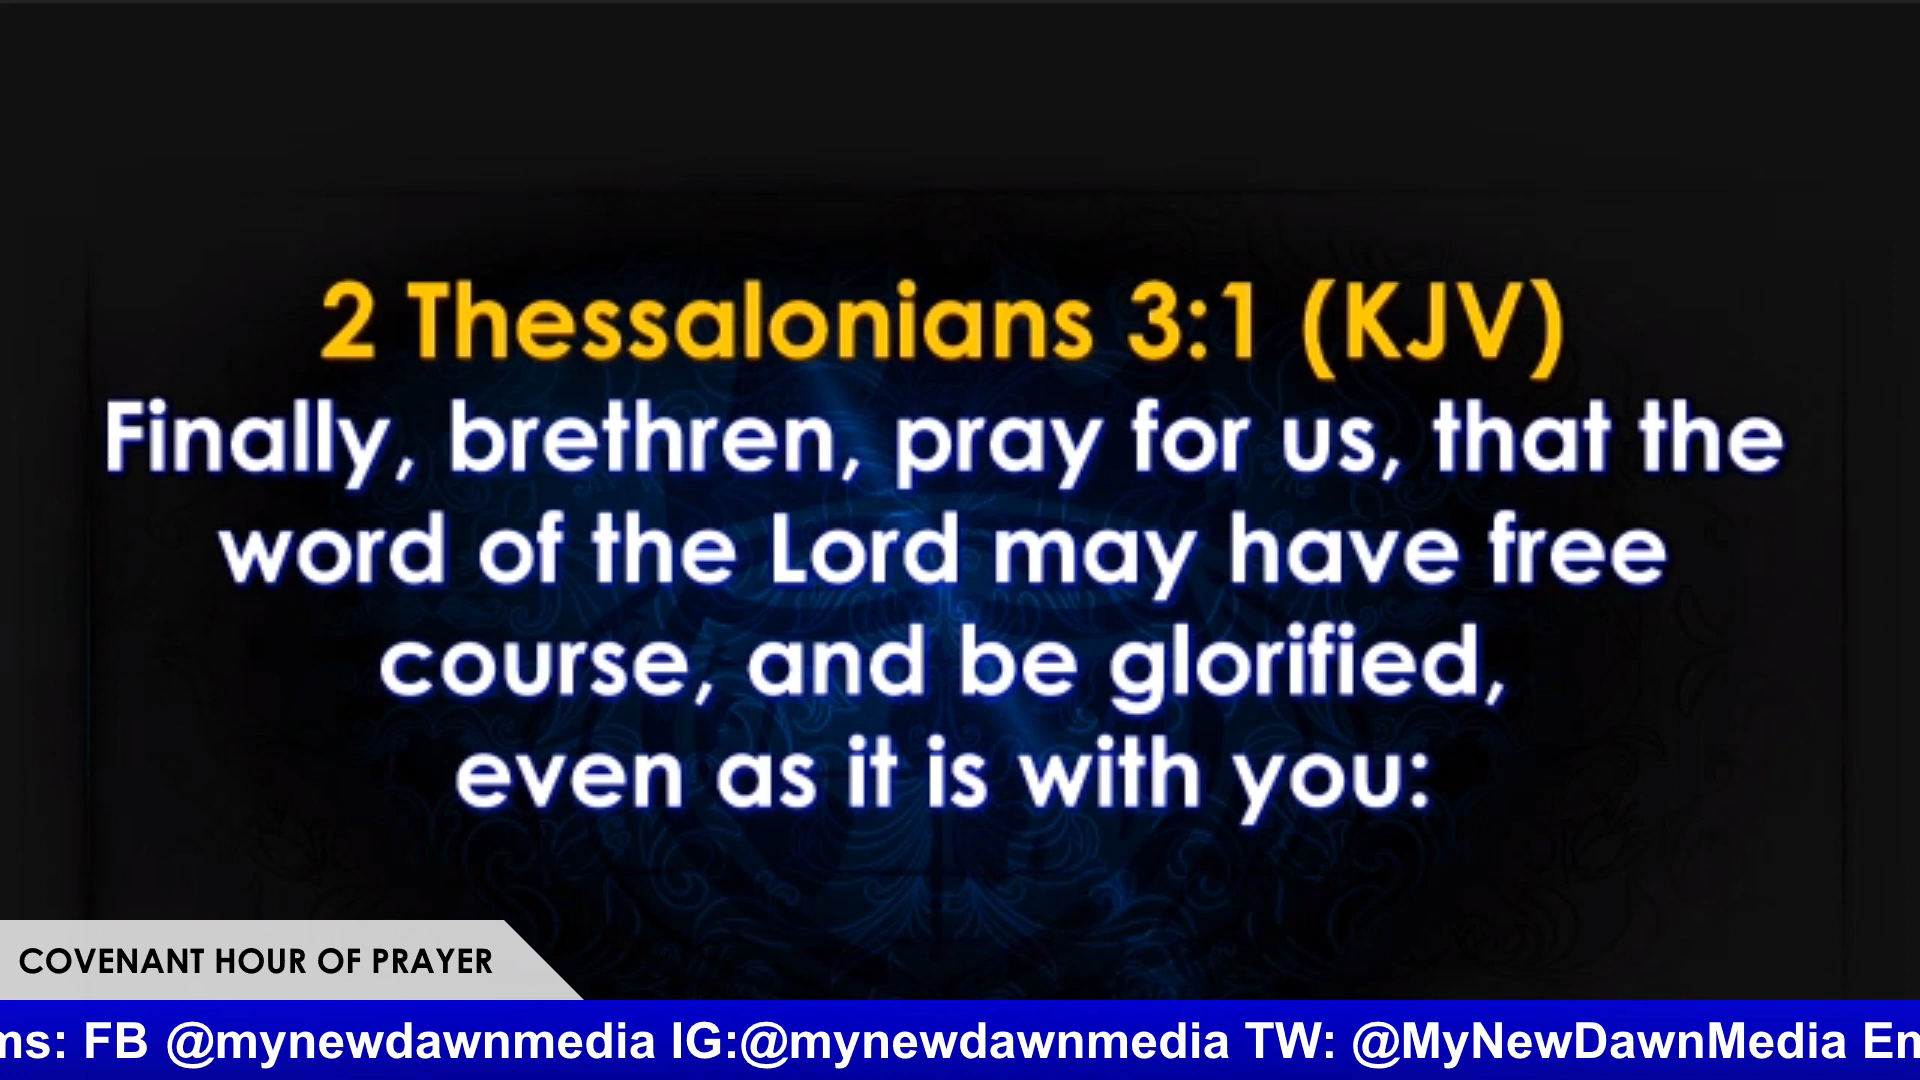 2 Thessalonians 3:1 (KJV)
Finally, brethren, pray for us, that the
word of the Lord may have free
course, and be glorified,
even as it is with you:
COVENANT HOUR OF PRAYER
FB @mynewdawnmedia IG:@mynewdawnmedia TW: @MyNewDawnMedia